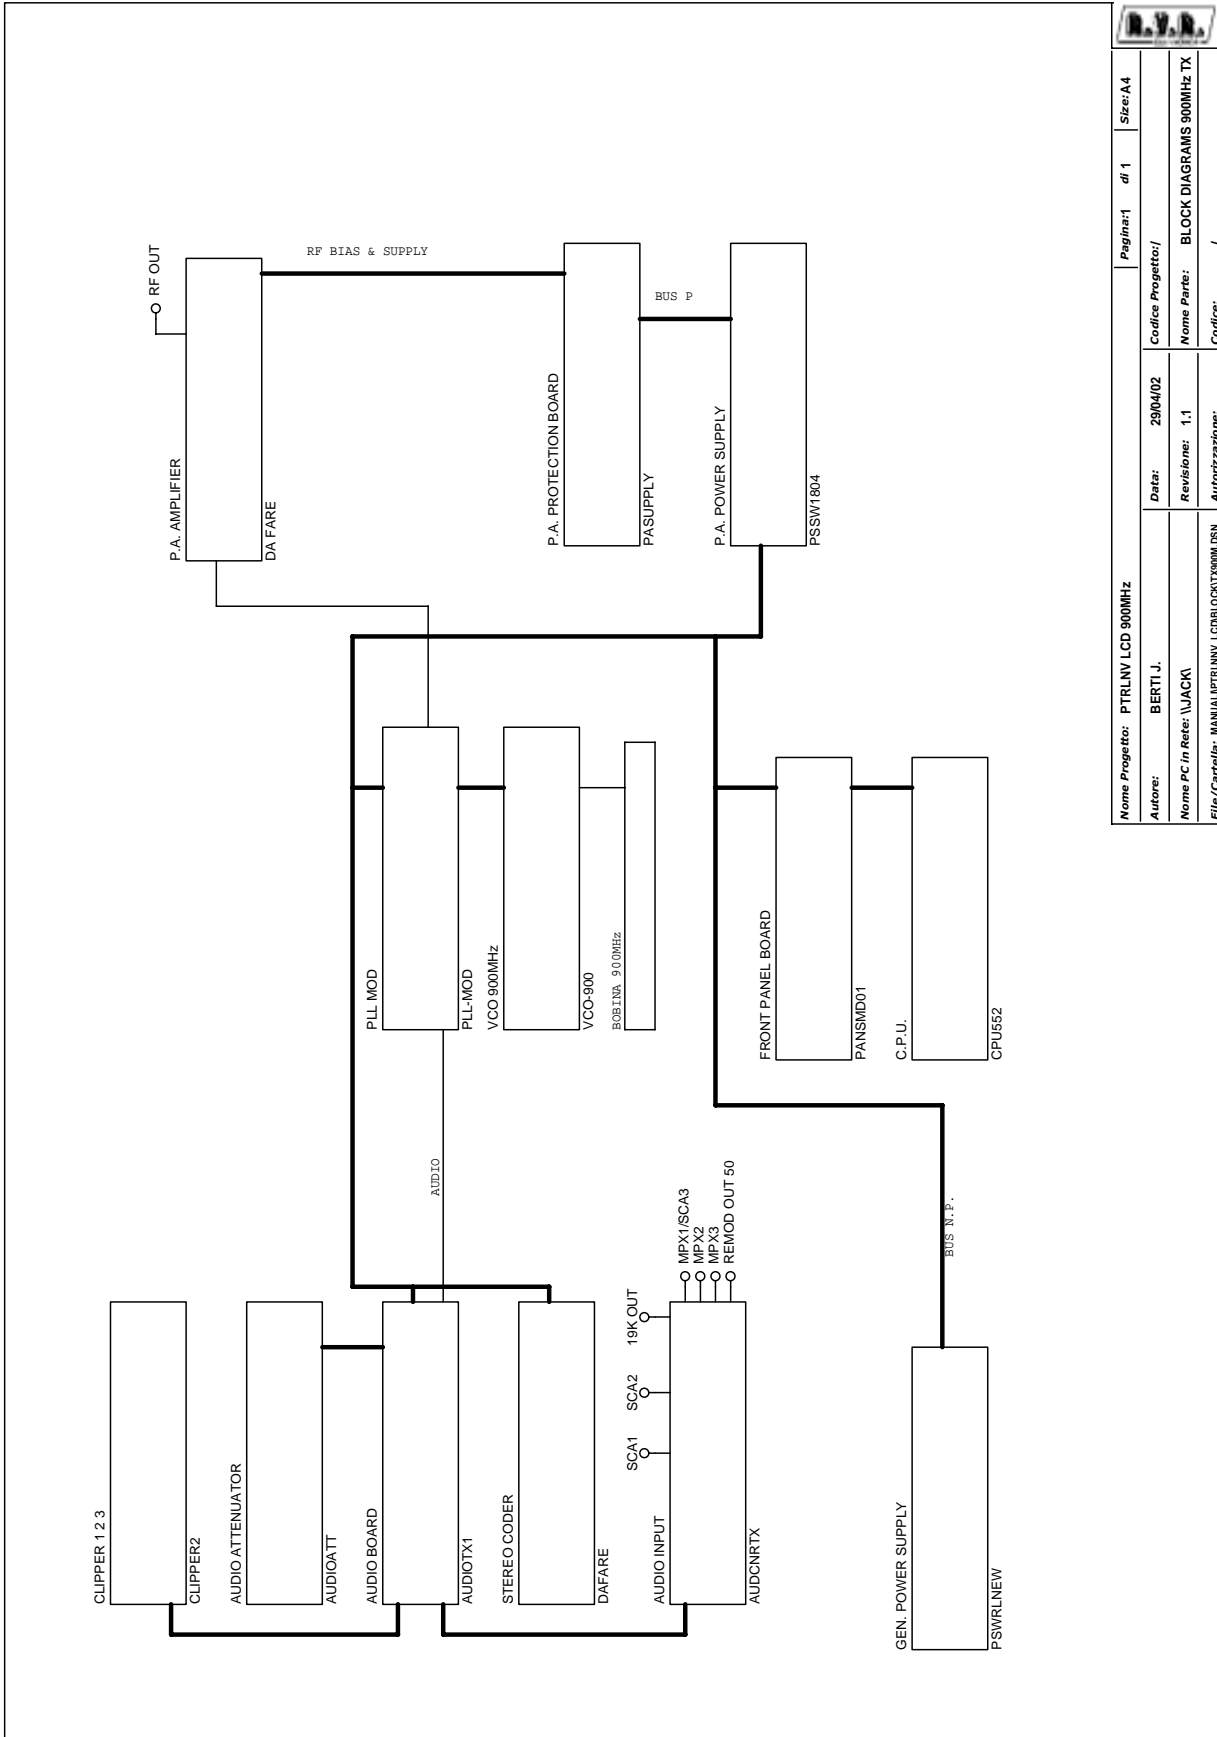 R.V.R.
Nome Progetto: PTRLNV LCD 900MHz
Pagina:1 di 1
Size:A4
Autore: BERTI J.
Data: 29/04/02
Codice Progetto:/
Nome PC in Rete: \\JACK\
Revisione: 1.1
Nome Parte: BLOCK DIAGRAMS 900MHz TX
Autorizzazione:
Codice: /
CLIPPER 1 2 3
CLIPPER2
AUDIO ATTENUATOR
AUDIOATT
AUDIO BOARD
AUDIOTX1
STEREO CODER
DAFARE
AUDIO INPUT
AUDCNRTX
SCA1
SCA2
19K OUT
MPX1/SCA3
MPX2
MPX3
REMOD OUT 50
GEN. POWER SUPPLY
PSWRLNEW
BUS N.P.
AUDIO
PLL MOD
PLL-MOD
VCO 900MHz
VCO-900
BOBINA 900MHz
FRONT PANEL BOARD
PANSMD01
C.P.U.
CPU552
P.A. AMPLIFIER
DA FARE
RF OUT
RF BIAS & SUPPLY
P.A. PROTECTION BOARD
PASUPPLY
BUS P
P.A. POWER SUPPLY
PSSW1804